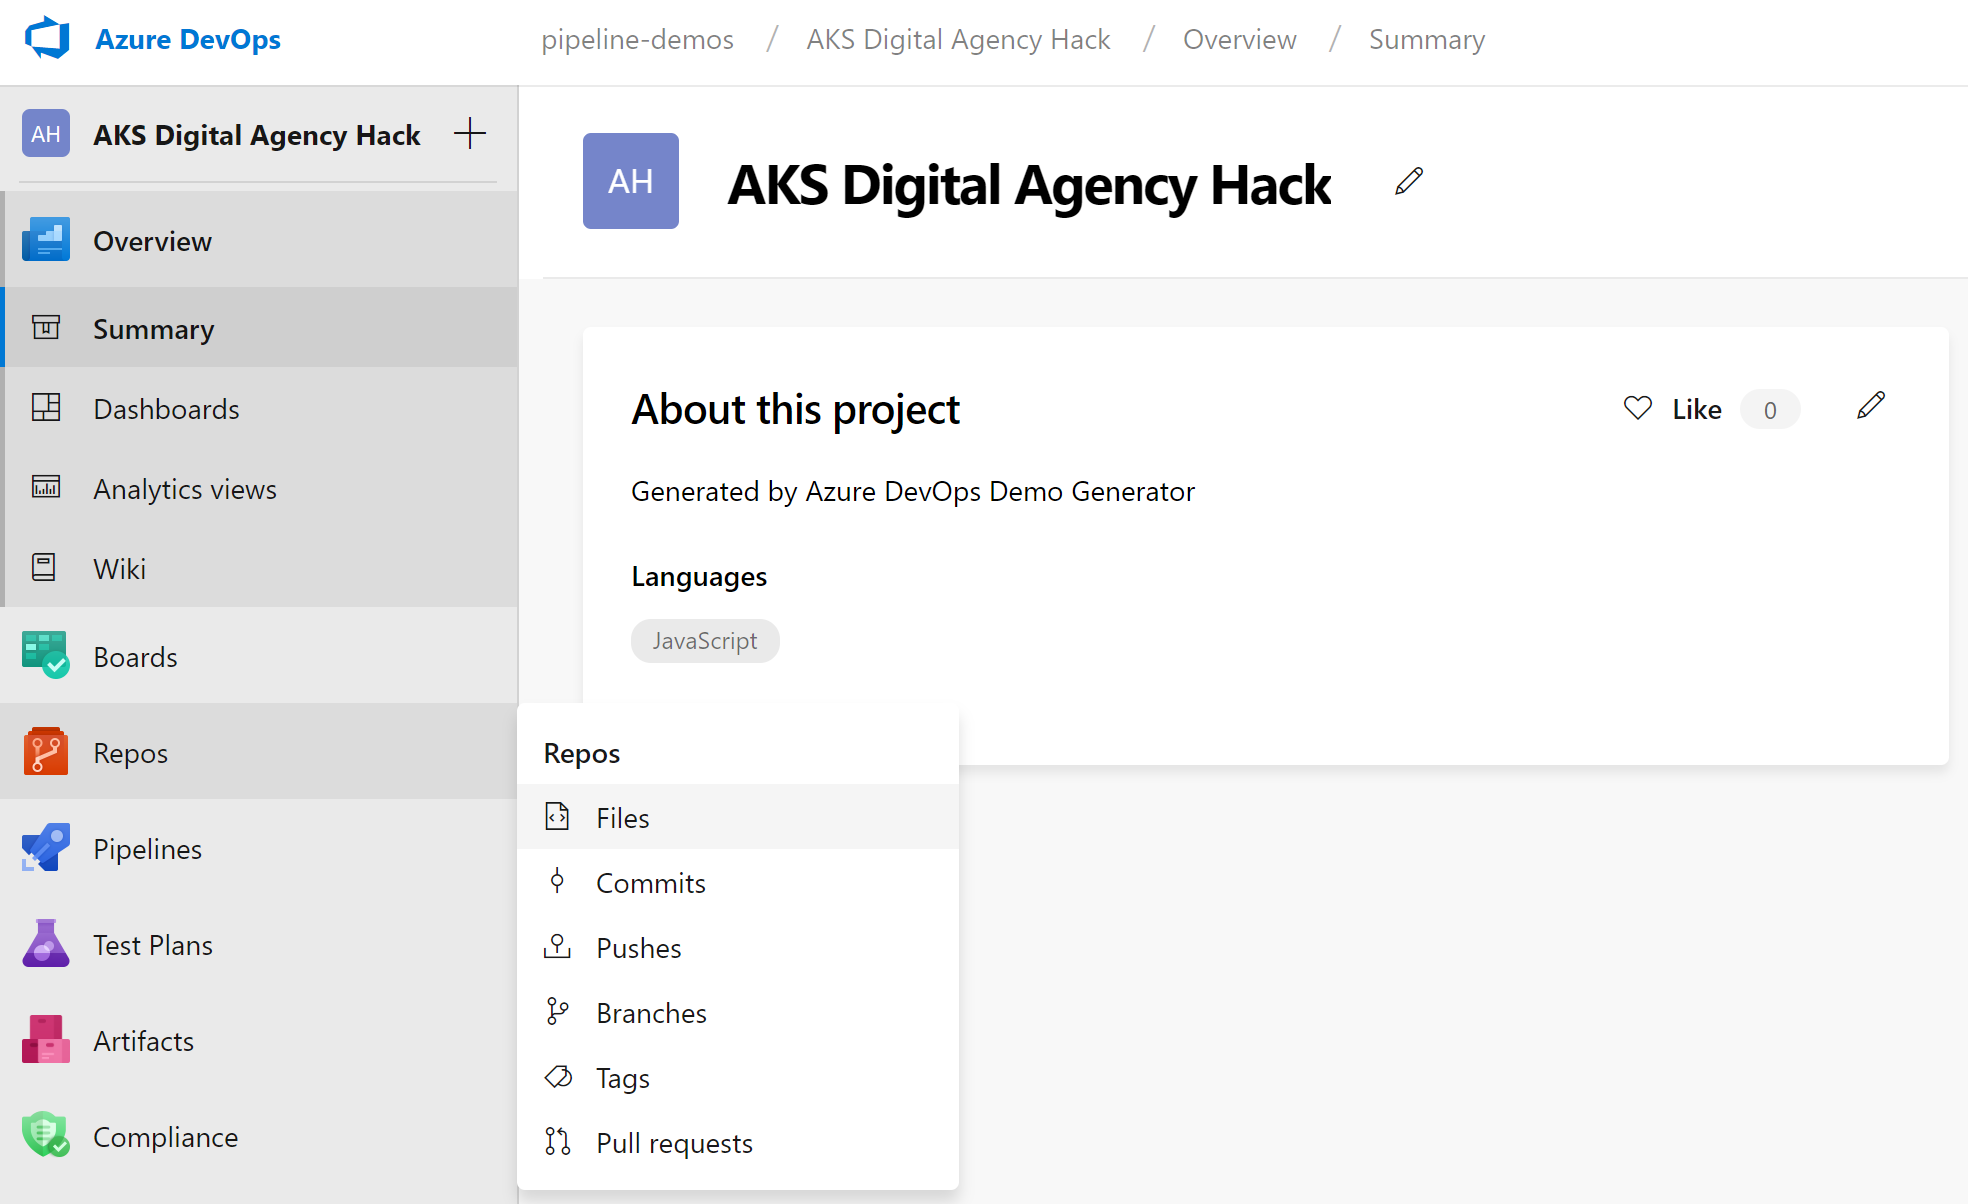 Azure DevOps
pipeline-demos / AKS Digital Agency Hack / Overview / Summary
AH AKS Digital Agency Hack
Overview
Summary
Dashboards
Analytics views
Wiki
Boards
Repos
Pipelines
Test Plans
Artifacts
Compliance
AH AKS Digital Agency Hack
About this project
Like 0
Generated by Azure DevOps Demo Generator
Languages
JavaScript
Repos
Files
Commits
Pushes
Branches
Tags
Pull requests